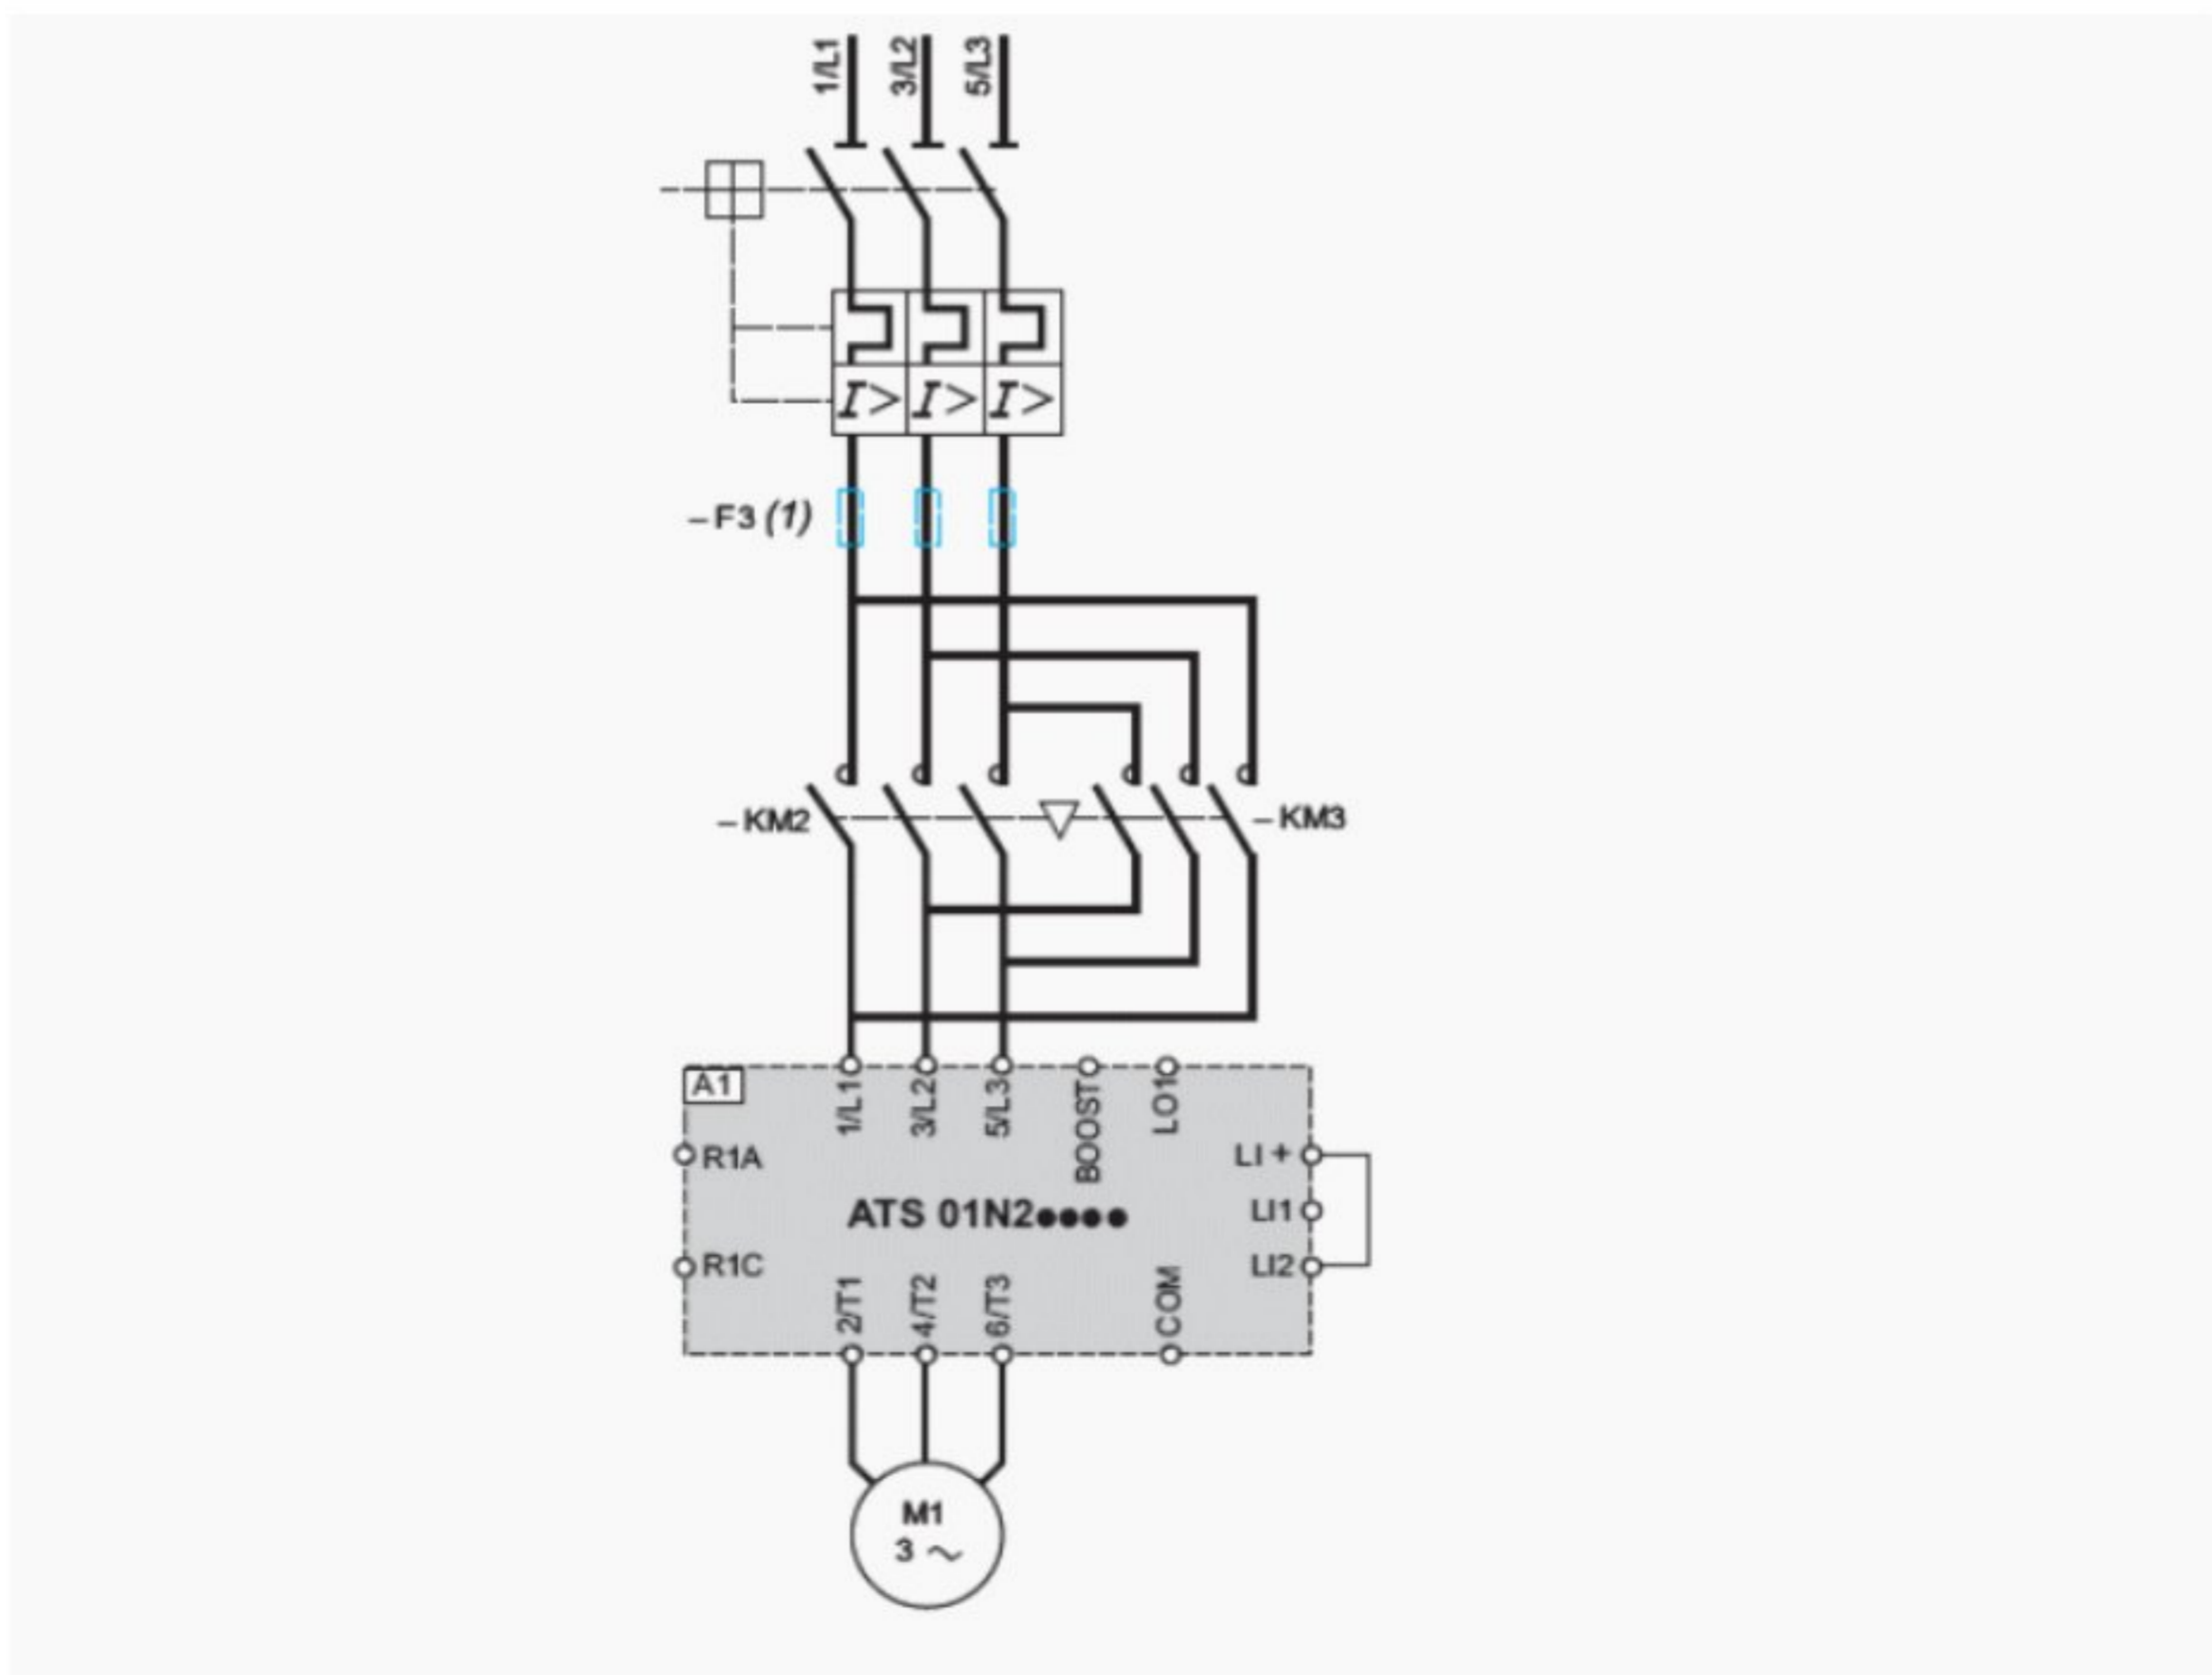 1/L1
3/L2
5/L3
I>
I>
I>
– F3 (1)
– KM2
– KM3
A1
1/L1
3/L2
5/L3
BOOST
LO1
R1A
LI +
ATS 01N2●●●●
LI1
R1C
LI2
2/T1
4/T2
6/T3
COM
M1
3 ~